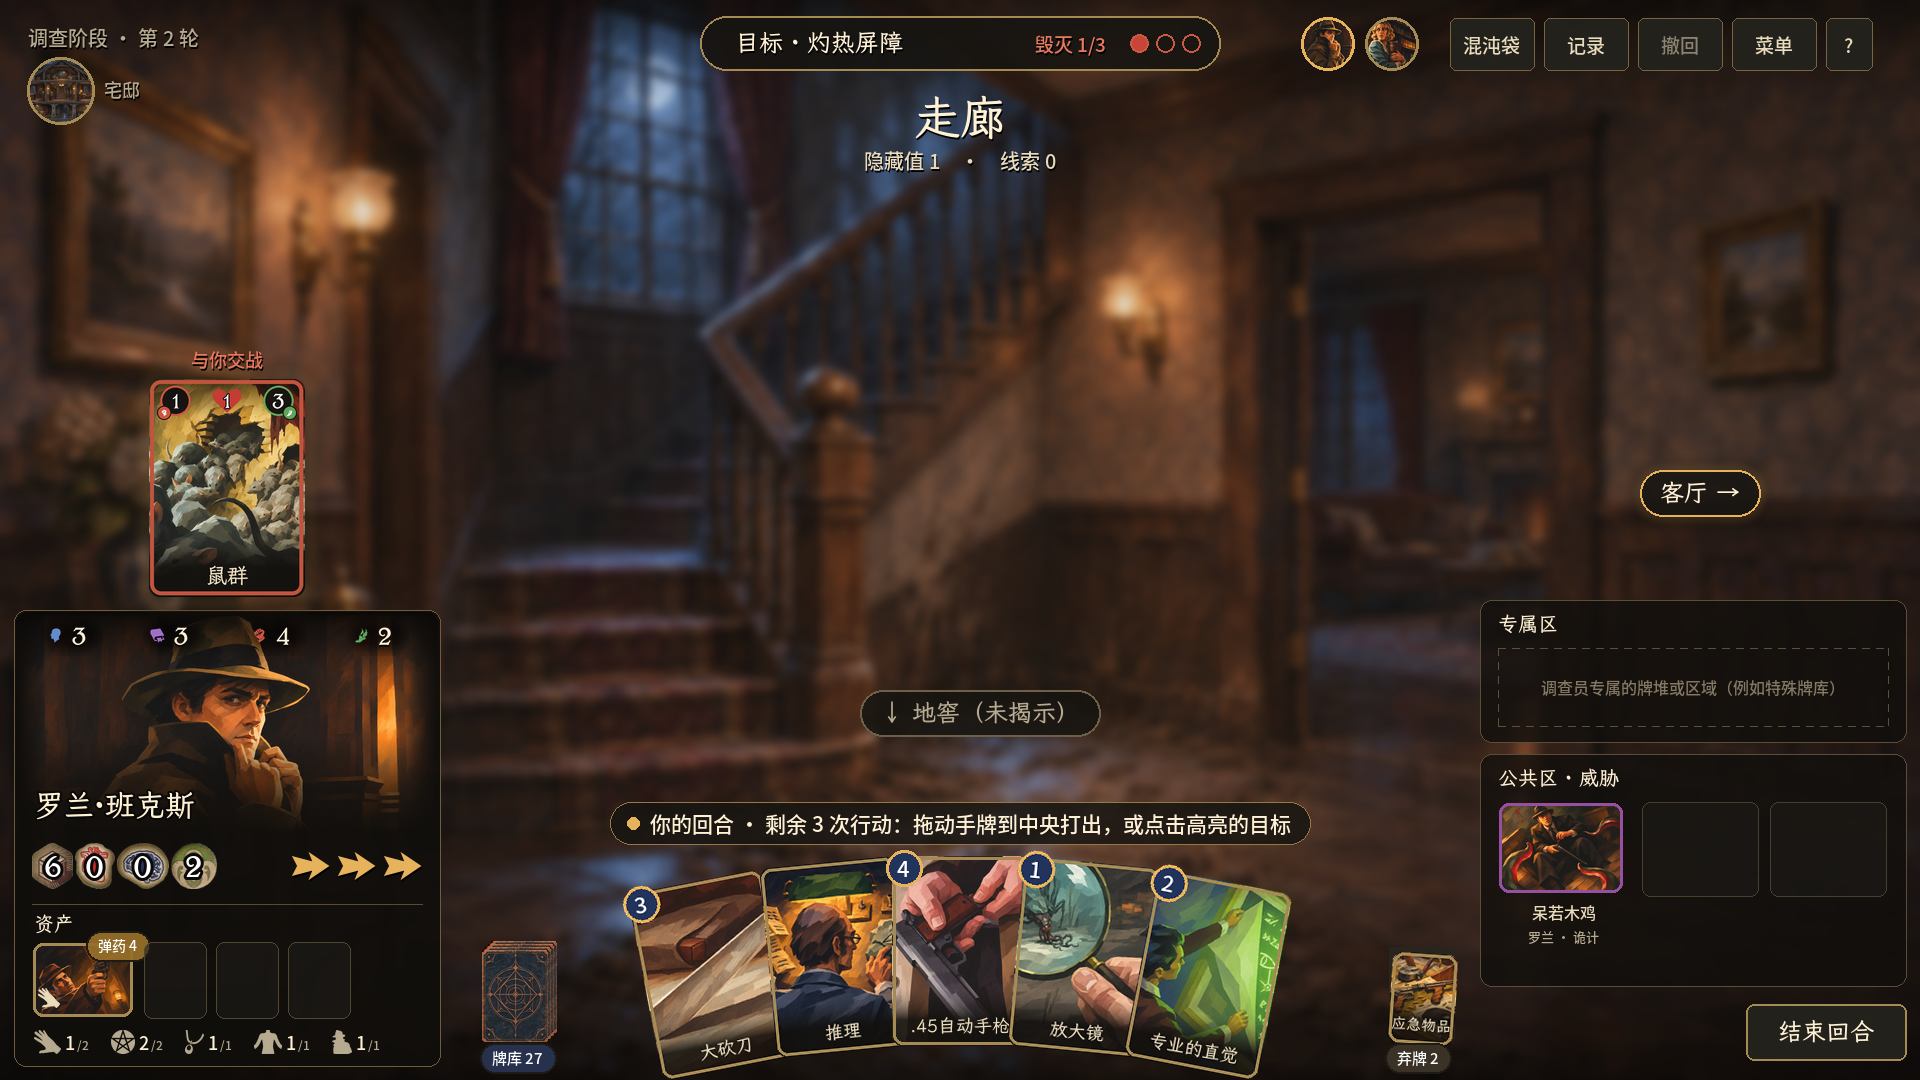 调查阶段 · 第 2 轮
宅邸
目标 · 灼热屏障
毁灭 1/3
混沌袋
记录
撤回
菜单
?
走廊
隐藏值 1 · 线索 0
与你交战
1
1
3
鼠群
客厅 →
↓ 地窖（未揭示）
3
3
4
2
罗兰·班克斯
6
0
0
2
资产
弹药 4
1/2
2/2
1/1
1/1
1/1
你的回合 · 剩余 3 次行动：拖动手牌到中央打出，或点击高亮的目标
牌库 27
3
大砍刀
推理
4
.45自动手枪
1
放大镜
2
专业的直觉
应急物品
弃牌 2
专属区
调查员专属的牌堆或区域（例如特殊牌库）
公共区 · 威胁
呆若木鸡
罗兰 · 诡计
结束回合